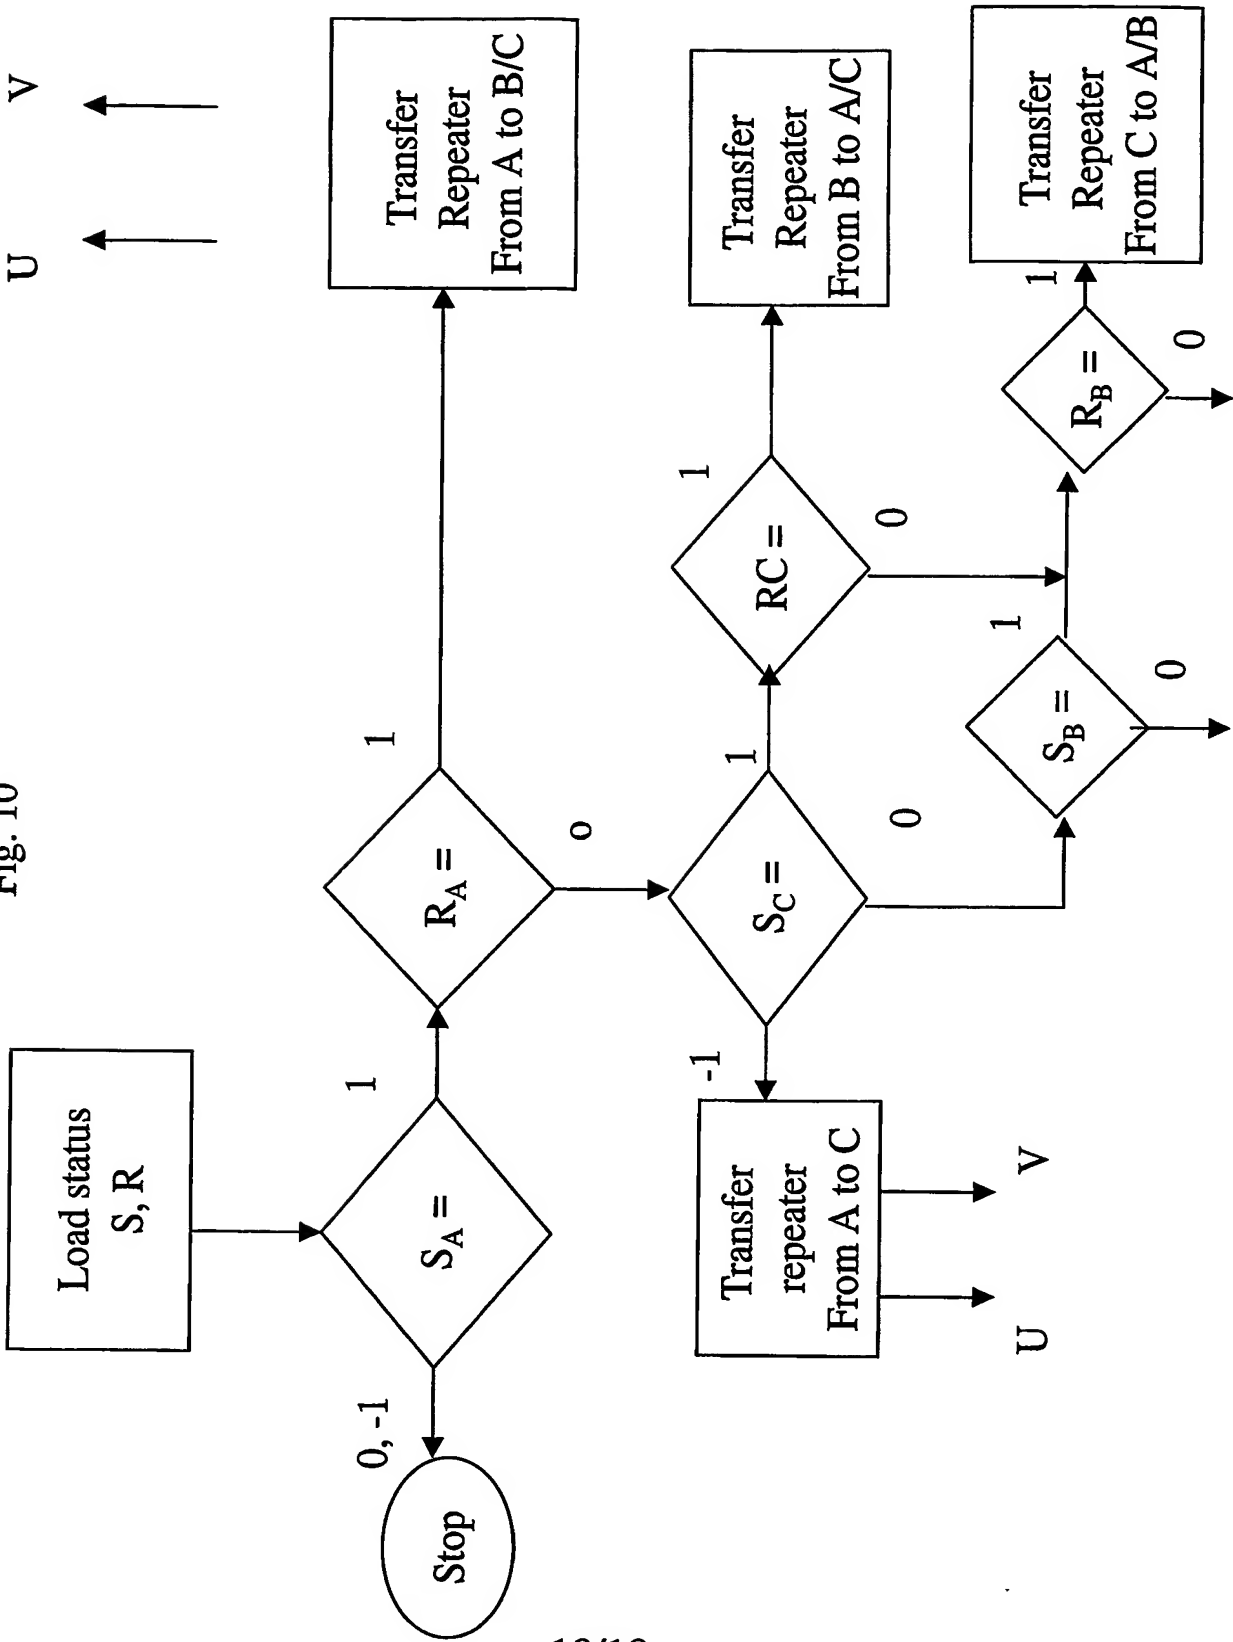 Fig. 10
Load status
S, R
U
V
S_A =
0, -1
1
Stop
R_A =
1
o
Transfer
Repeater
From A to B/C
S_C =
-1
1
0
Transfer
repeater
From A to C
U
V
RC =
1
0
Transfer
Repeater
From B to A/C
S_B =
1
0
R_B =
1
0
Transfer
Repeater
From C to A/B